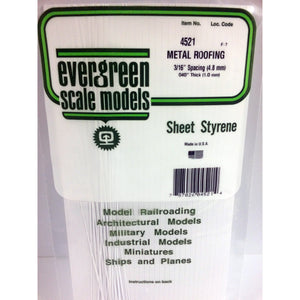 Item No. Loc. Code
4521 F-7
METAL ROOFING
3/16" Spacing (4.8 mm)
.040" Thick (1.0 mm)
evergreen
scale models
Sheet Styrene
Made in U.S.A.
Model Railroading
Architectural Models
Military Models
Industrial Models
Miniatures
Ships and Planes
Instructions on back